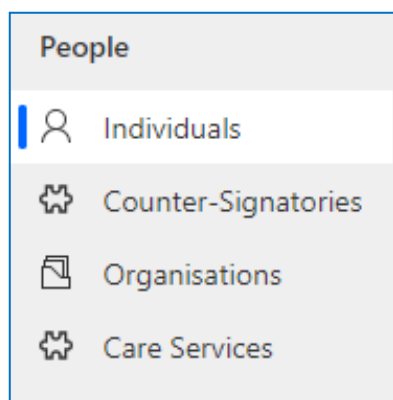 People
Individuals
Counter-Signatories
Organisations
Care Services